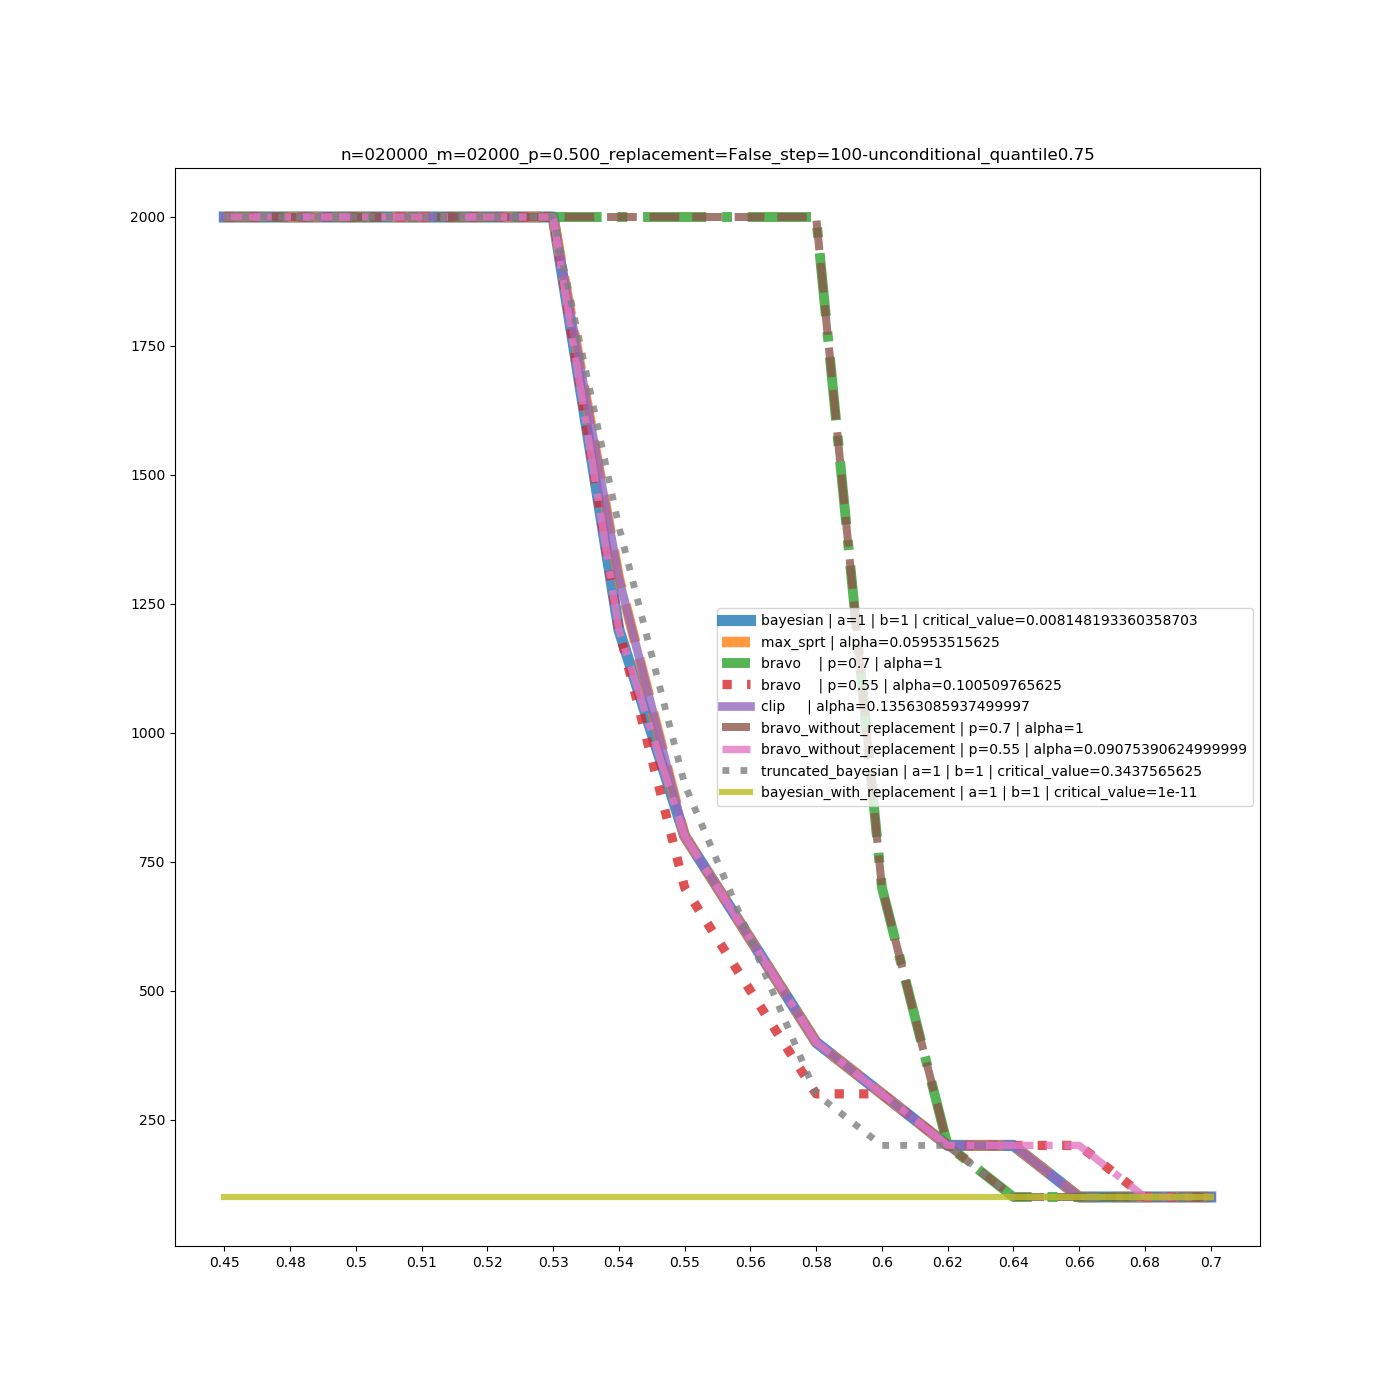 n=020000_m=02000_p=0.500_replacement=False_step=100-unconditional_quantile0.75
2000
1750
1500
1250
1000
750
500
250
bayesian | a=1 | b=1 | critical_value=0.008148193360358703
max_sprt | alpha=0.05953515625
bravo | p=0.7 | alpha=1
bravo | p=0.55 | alpha=0.100509765625
clip | alpha=0.13563085937499997
bravo_without_replacement | p=0.7 | alpha=1
bravo_without_replacement | p=0.55 | alpha=0.09075390624999999
truncated_bayesian | a=1 | b=1 | critical_value=0.3437565625
bayesian_with_replacement | a=1 | b=1 | critical_value=1e-11
0.45 0.48 0.5 0.51 0.52 0.53 0.54 0.55 0.56 0.58 0.6 0.62 0.64 0.66 0.68 0.7